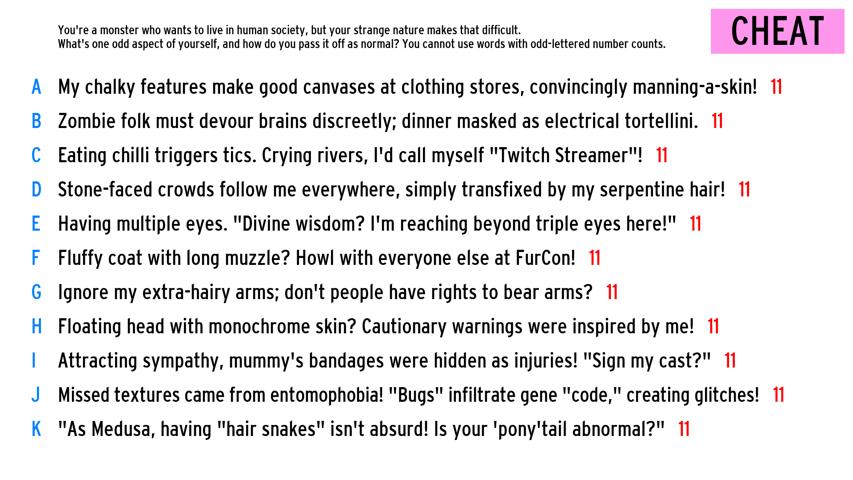 You're a monster who wants to live in human society, but your strange nature makes that difficult.
What's one odd aspect of yourself, and how do you pass it off as normal? You cannot use words with odd-lettered number counts.
CHEAT
A My chalky features make good canvases at clothing stores, convincingly manning-a-skin! 11
B Zombie folk must devour brains discreetly; dinner masked as electrical tortellini. 11
C Eating chilli triggers tics. Crying rivers, I'd call myself "Twitch Streamer"! 11
D Stone-faced crowds follow me everywhere, simply transfixed by my serpentine hair! 11
E Having multiple eyes. "Divine wisdom? I'm reaching beyond triple eyes here!" 11
F Fluffy coat with long muzzle? Howl with everyone else at FurCon! 11
G Ignore my extra-hairy arms; don't people have rights to bear arms? 11
H Floating head with monochrome skin? Cautionary warnings were inspired by me! 11
I Attracting sympathy, mummy's bandages were hidden as injuries! "Sign my cast?" 11
J Missed textures came from entomophobia! "Bugs" infiltrate gene "code," creating glitches! 11
K "As Medusa, having "hair snakes" isn't absurd! Is your 'pony'tail abnormal?" 11